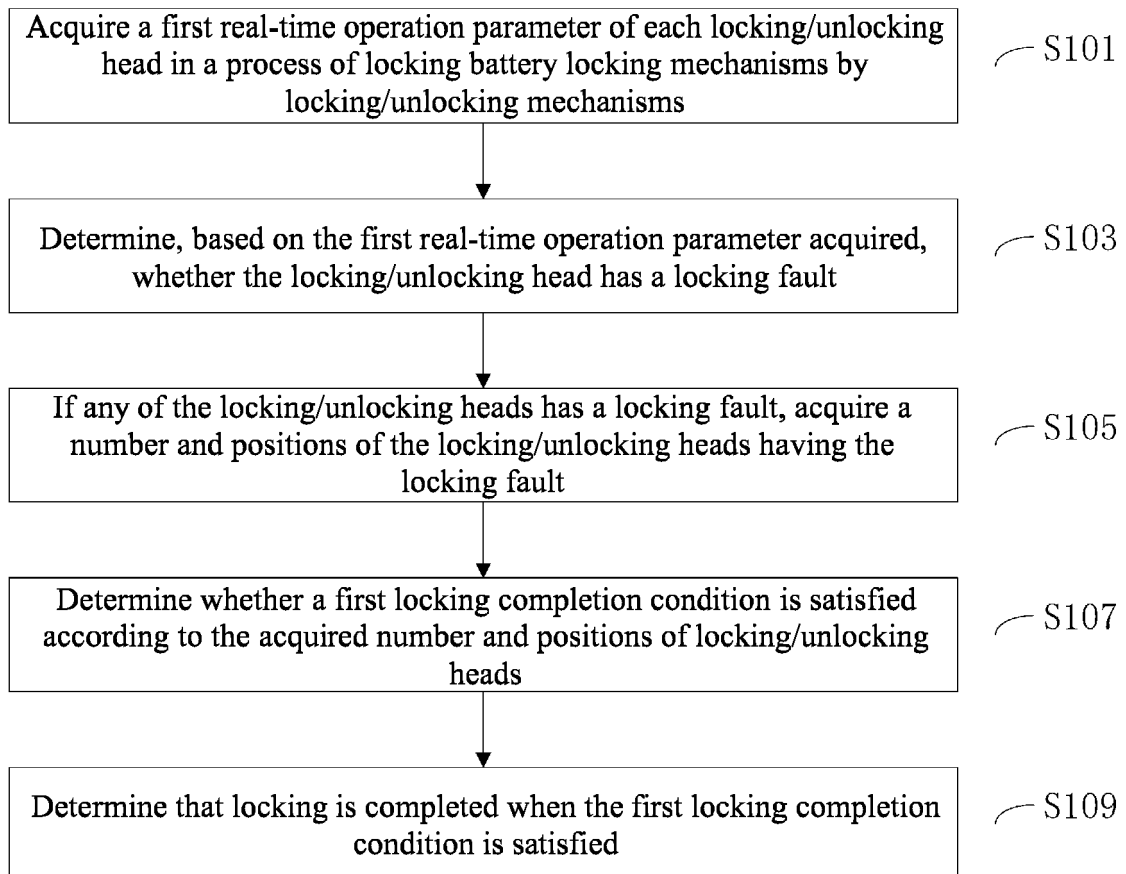 Acquire a first real-time operation parameter of each locking/unlocking
head in a process of locking battery locking mechanisms by
locking/unlocking mechanisms
S101
Determine, based on the first real-time operation parameter acquired,
whether the locking/unlocking head has a locking fault
S103
If any of the locking/unlocking heads has a locking fault, acquire a
number and positions of the locking/unlocking heads having the
locking fault
S105
Determine whether a first locking completion condition is satisfied
according to the acquired number and positions of locking/unlocking
heads
S107
Determine that locking is completed when the first locking completion
condition is satisfied
S109